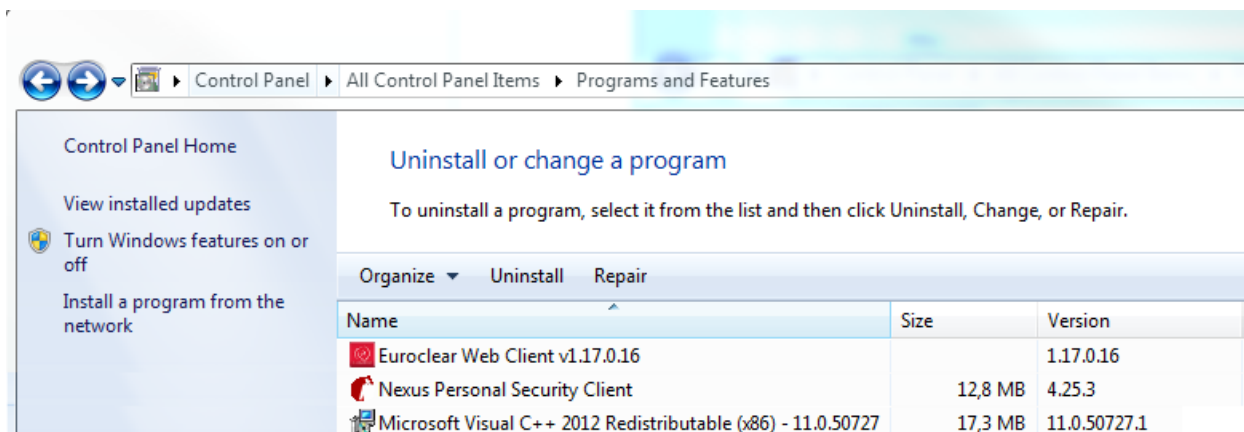 Control Panel All Control Panel Items Programs and Features
Control Panel Home
View installed updates
Turn Windows features on or
off
Install a program from the
network
Uninstall or change a program
To uninstall a program, select it from the list and then click Uninstall, Change, or Repair.
Organize Uninstall Repair
Name Size Version
Euroclear Web Client v1.17.0.16 1.17.0.16
Nexus Personal Security Client 12,8 MB 4.25.3
Microsoft Visual C++ 2012 Redistributable (x86) - 11.0.50727 17,3 MB 11.0.50727.1